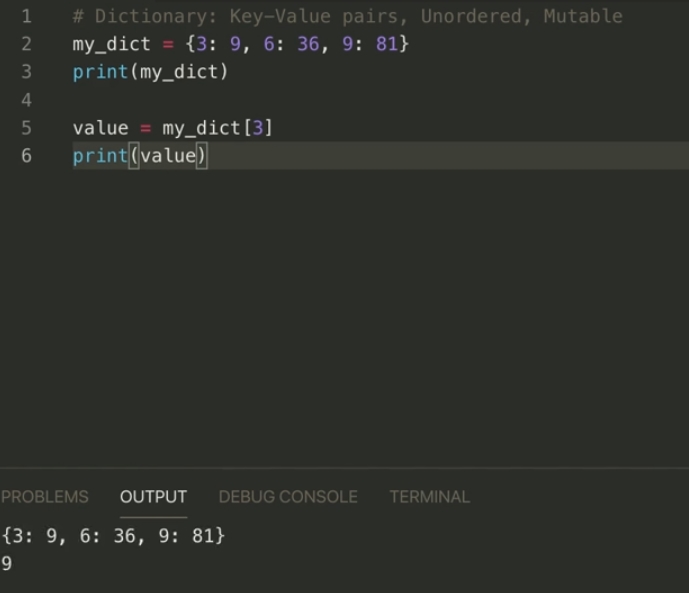 1 # Dictionary: Key-Value pairs, Unordered, Mutable
2 my_dict = {3: 9, 6: 36, 9: 81}
3 print(my_dict)
4
5 value = my_dict[3]
6 print(value)
PROBLEMS OUTPUT DEBUG CONSOLE TERMINAL
{3: 9, 6: 36, 9: 81}
9